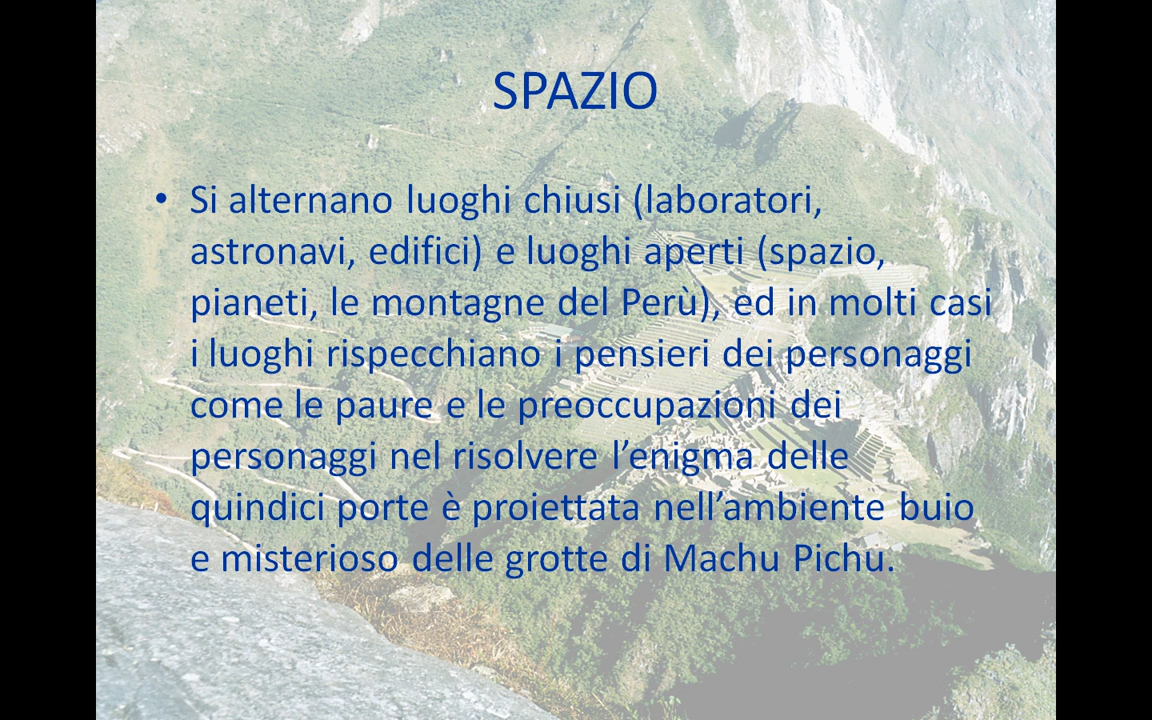 SPAZIO
• Si alternano luoghi chiusi (laboratori,
astronavi, edifici) e luoghi aperti (spazio,
pianeti, le montagne del Perù), ed in molti casi
i luoghi rispecchiano i pensieri dei personaggi
come le paure e le preoccupazioni dei
personaggi nel risolvere l’enigma delle
quindici porte è proiettata nell’ambiente buio
e misterioso delle grotte di Machu Pichu.